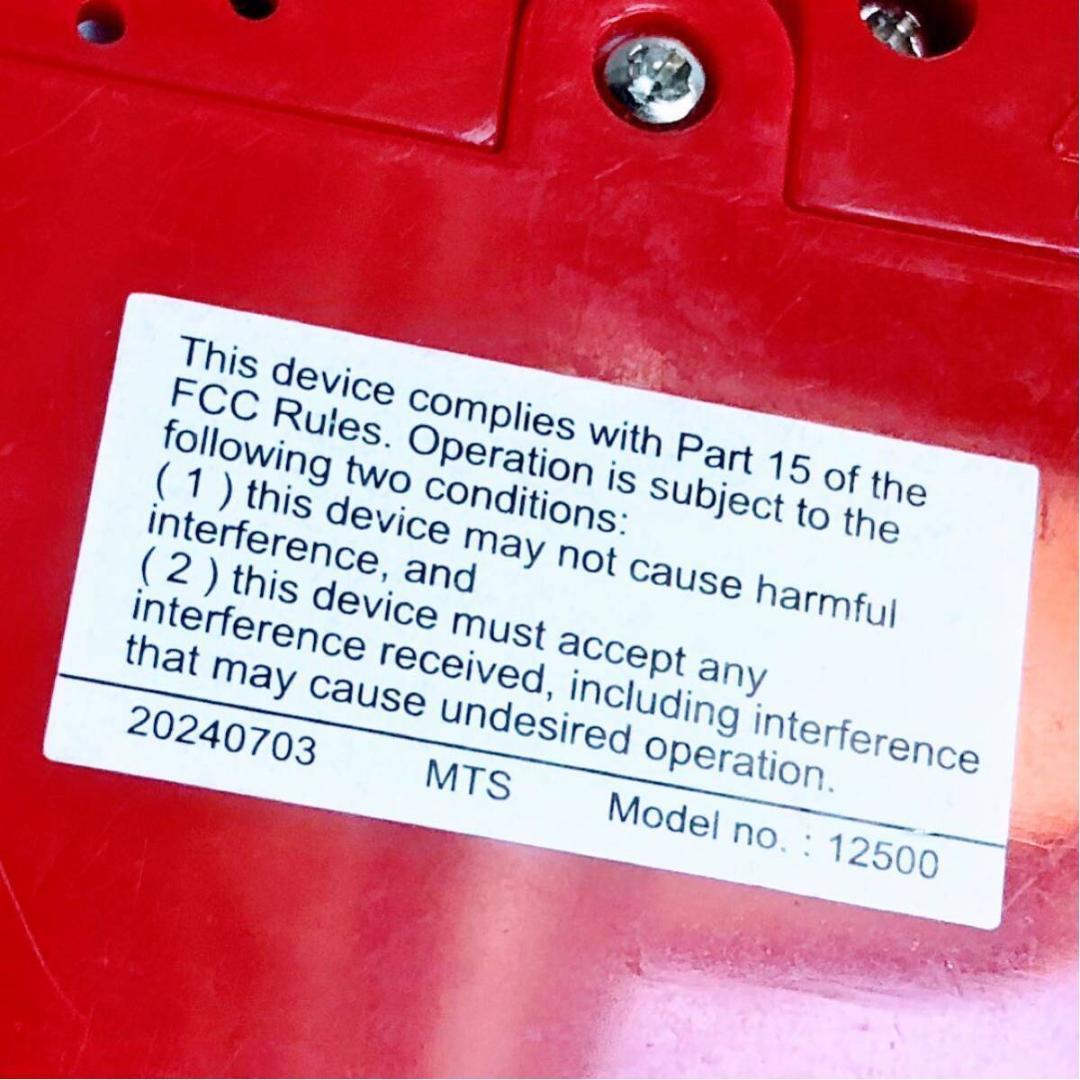 This device complies with Part 15 of the
FCC Rules. Operation is subject to the
following two conditions:
( 1 ) this device may not cause harmful
interference, and
( 2 ) this device must accept any
interference received, including interference
that may cause undesired operation.
20240703 MTS Model no. : 12500